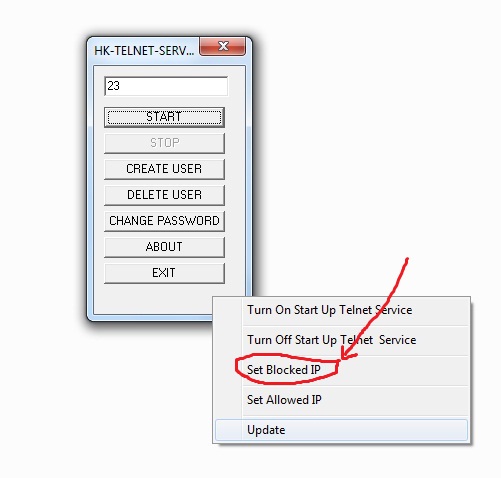 HK-TELNET-SERV...
23
START
STOP
CREATE USER
DELETE USER
CHANGE PASSWORD
ABOUT
EXIT
Turn On Start Up Telnet Service
Turn Off Start Up Telnet Service
Set Blocked IP
Set Allowed IP
Update